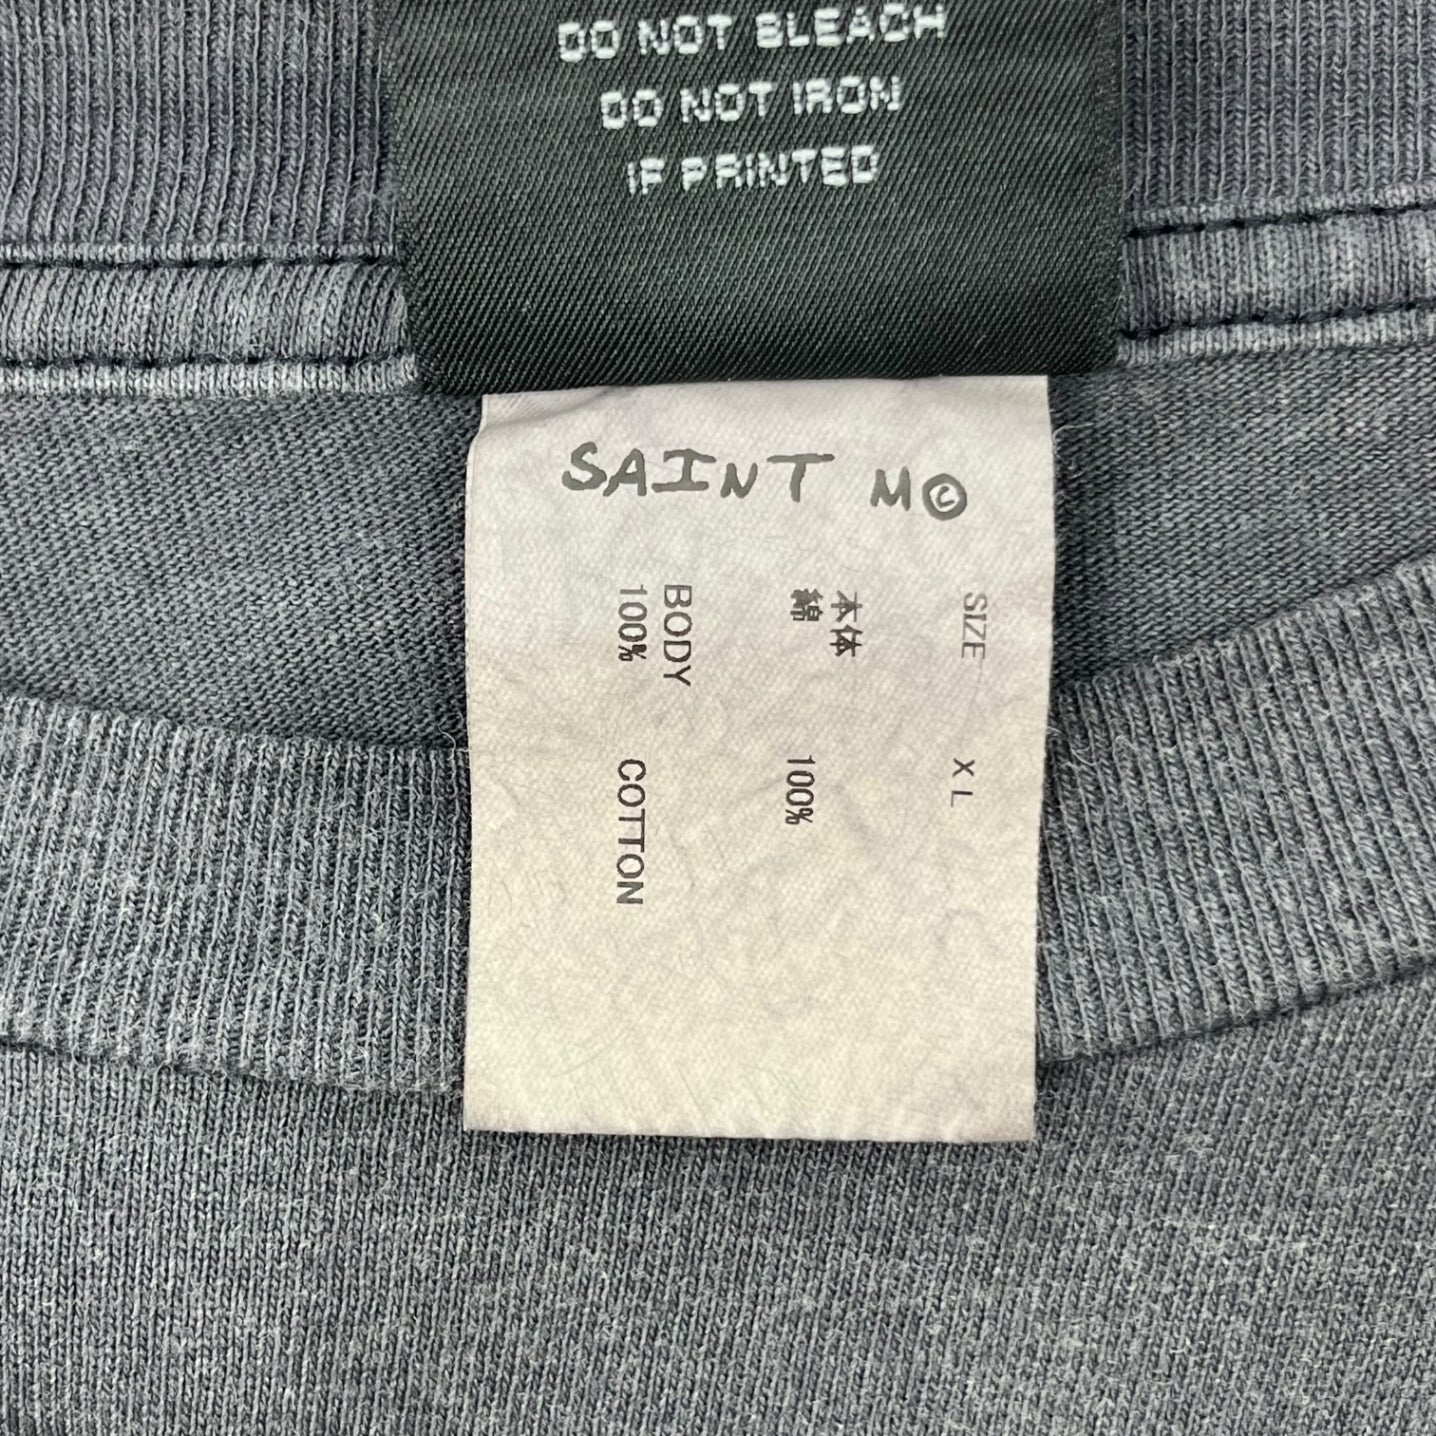 DO NOT BLEACH
DO NOT IRON
IF PRINTED
SAINT M©
SIZE XL
本体
綿 100%
BODY
100% COTTON